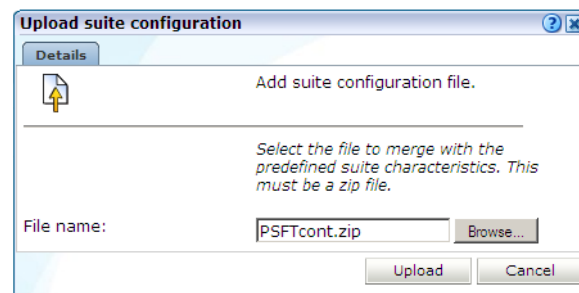 Upload suite configuration
Details
Add suite configuration file.
Select the file to merge with the
predefined suite characteristics. This
must be a zip file.
File name: PSFTcont.zip Browse...
Upload Cancel